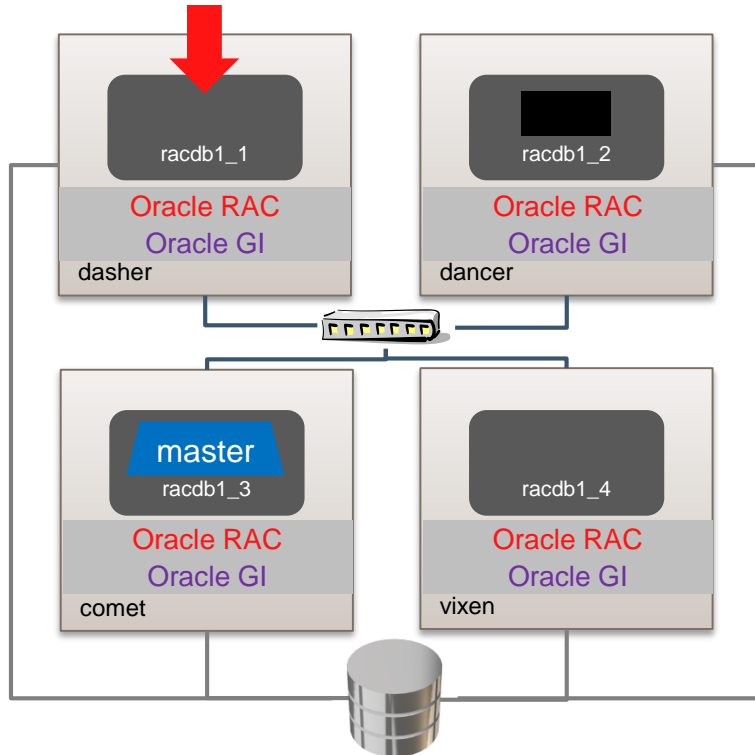 racdb1_1
Oracle RAC
Oracle GI
dasher
racdb1_2
Oracle RAC
Oracle GI
dancer
master
racdb1_3
Oracle RAC
Oracle GI
comet
racdb1_4
Oracle RAC
Oracle GI
vixen